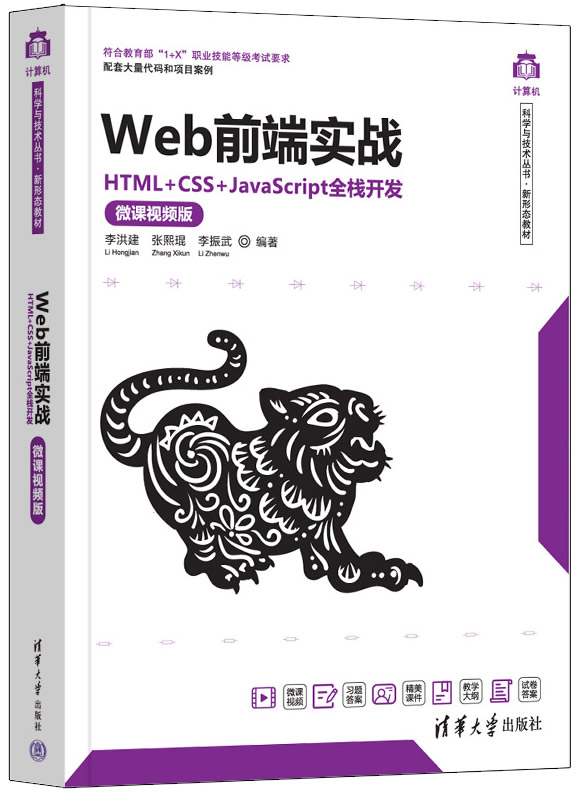 符合教育部“1+X”职业技能等级考试要求
配套大量代码和项目案例
计算机
科学与技术丛书·新形态教材
Web前端实战
HTML+CSS+JavaScript全栈开发
微课视频版
李洪建 张熙琨 李振武 ◎ 编著
Li Hongjian Zhang Xikun Li Zhenwu
微课
视频
习题
答案
精美
课件
教学
大纲
试卷
答案
清华大学出版社
计算机
科学与技术丛书·新形态教材
Web前端实战
HTML+CSS+JavaScript全栈开发
微课视频版
清华大学出版社